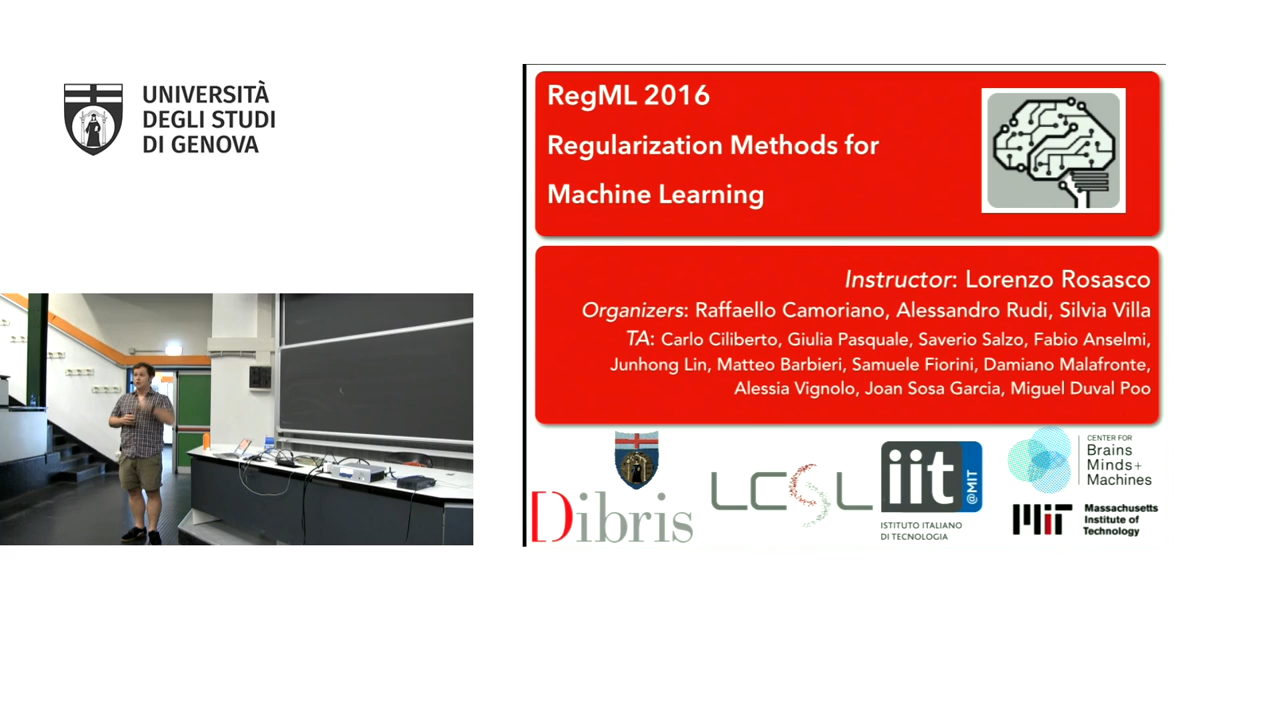 UNIVERSITÀ
DEGLI STUDI
DI GENOVA
RegML 2016
Regularization Methods for
Machine Learning
Instructor: Lorenzo Rosasco
Organizers: Raffaello Camoriano, Alessandro Rudi, Silvia Villa
TA: Carlo Ciliberto, Giulia Pasquale, Saverio Salzo, Fabio Anselmi,
Junhong Lin, Matteo Barbieri, Samuele Fiorini, Damiano Malafronte,
Alessia Vignolo, Joan Sosa Garcia, Miguel Duval Poo
Dibris
LCSL
iit
@MIT
ISTITUTO ITALIANO
DI TECNOLOGIA
CENTER FOR
Brains
Minds+
Machines
MIT
Massachusetts
Institute of
Technology